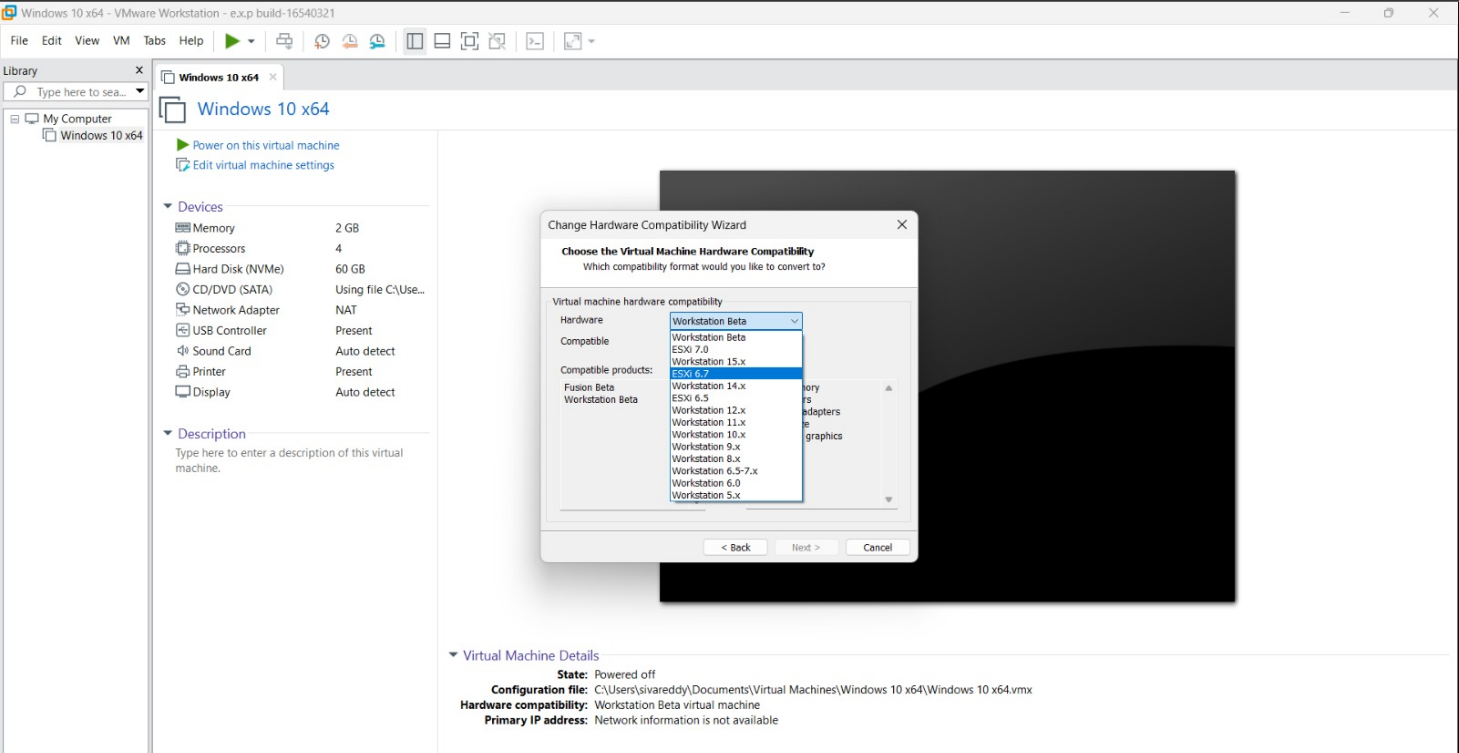 Windows 10 x64 - VMware Workstation - e.x.p build-16540321
File Edit View VM Tabs Help
Library
Type here to sea...
My Computer
Windows 10 x64
Windows 10 x64
Windows 10 x64
Power on this virtual machine
Edit virtual machine settings
Devices
Memory 2 GB
Processors 4
Hard Disk (NVMe) 60 GB
CD/DVD (SATA) Using file C:\Use...
Network Adapter NAT
USB Controller Present
Sound Card Auto detect
Printer Present
Display Auto detect
Description
Type here to enter a description of this virtual
machine.
Change Hardware Compatibility Wizard
Choose the Virtual Machine Hardware Compatibility
Which compatibility format would you like to convert to?
Virtual machine hardware compatibility
Hardware Workstation Beta
Compatible
Compatible products:
Fusion Beta
Workstation Beta
Workstation Beta
ESXi 7.0
Workstation 15.x
ESXi 6.7
Workstation 14.x
ESXi 6.5
Workstation 12.x
Workstation 11.x
Workstation 10.x
Workstation 9.x
Workstation 8.x
Workstation 6.5-7.x
Workstation 6.0
Workstation 5.x
adapters
graphics
< Back Next > Cancel
Virtual Machine Details
State: Powered off
Configuration file: C:\Users\sivareddy\Documents\Virtual Machines\Windows 10 x64\Windows 10 x64.vmx
Hardware compatibility: Workstation Beta virtual machine
Primary IP address: Network information is not available